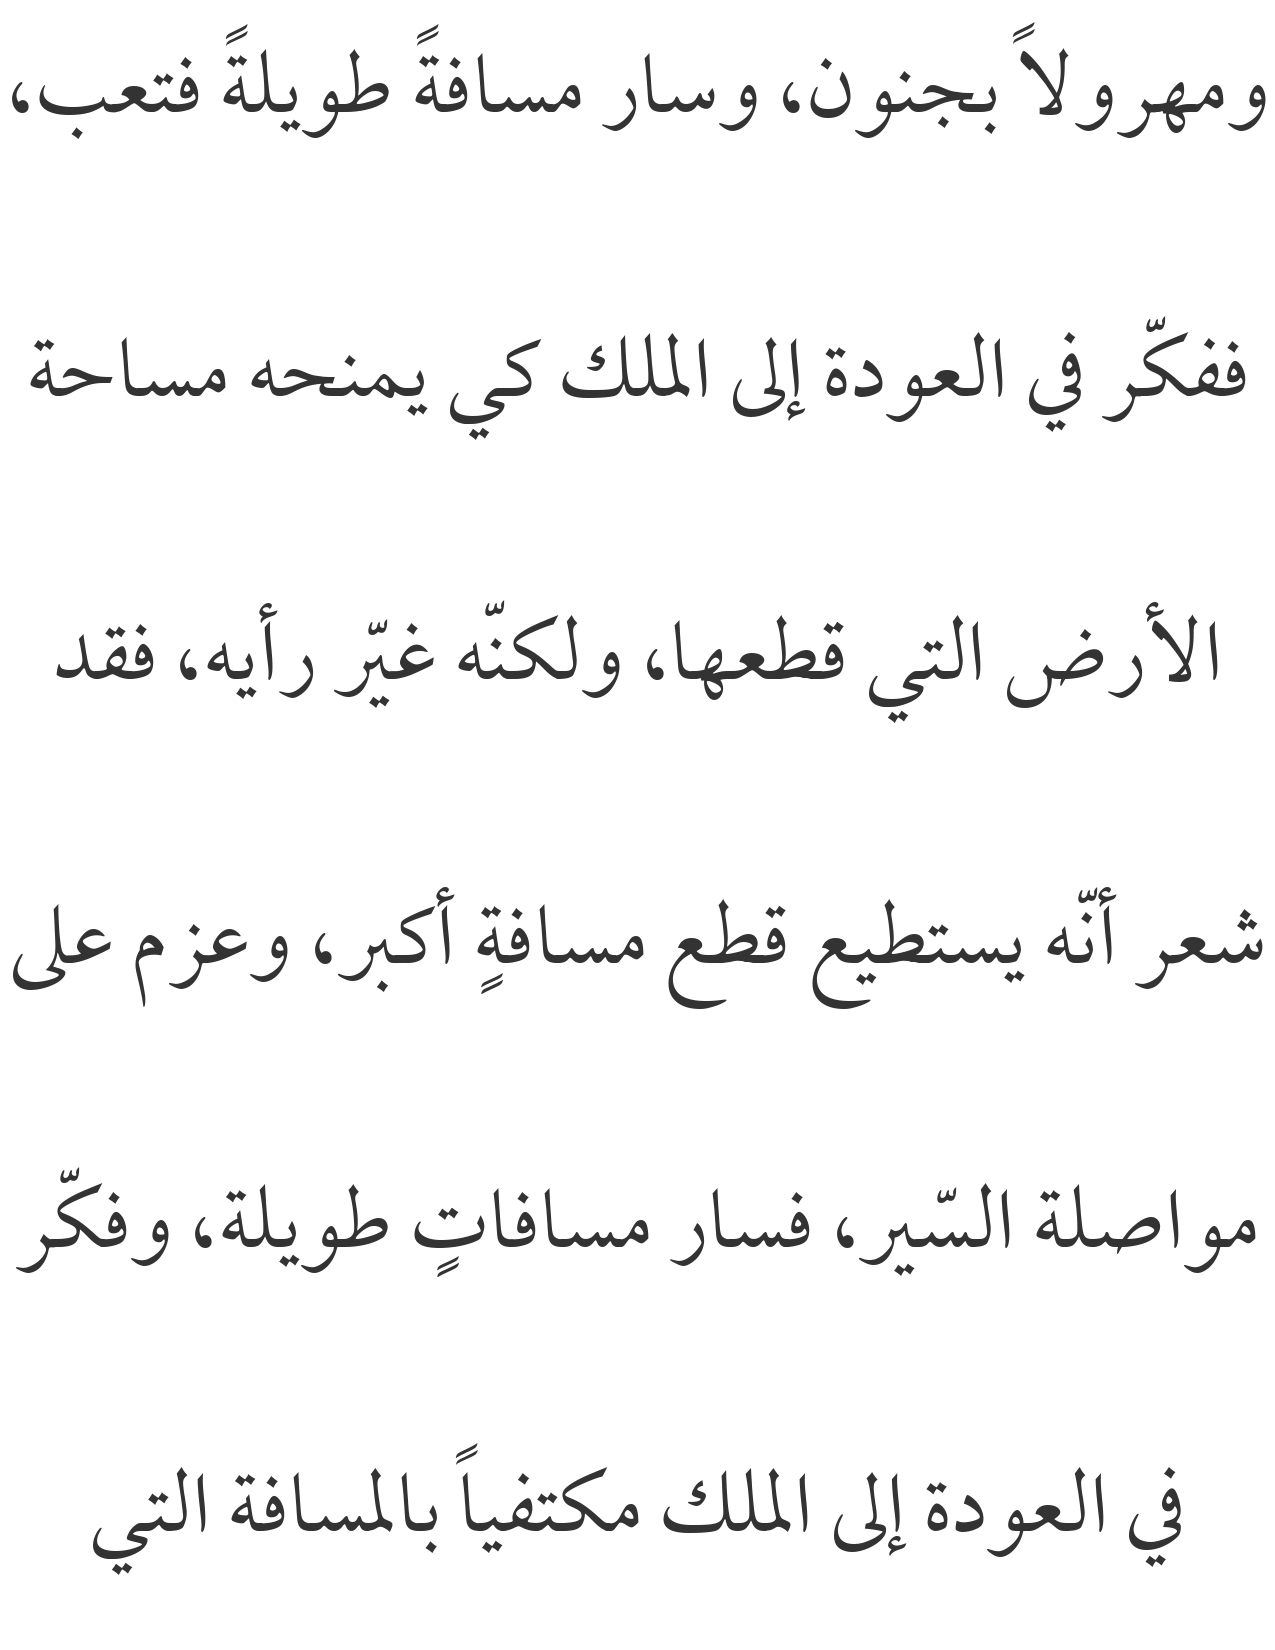 ومهرولاً بجنون، وسار مسافةً طويلةً فتعب،
ففكّر في العودة إلى الملك كي يمنحه مساحة
الأرض التي قطعها، ولكنّه غيّر رأيه، فقد
شعر أنّه يستطيع قطع مسافةٍ أكبر، وعزم على
مواصلة السّير، فسار مسافاتٍ طويلة، وفكّر
في العودة إلى الملك مكتفياً بالمسافة التي